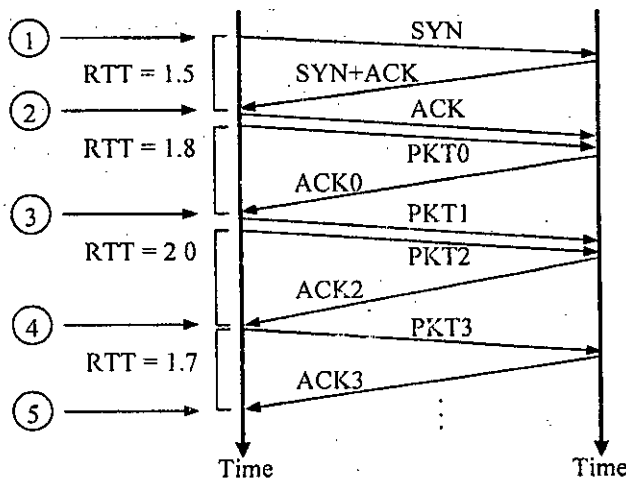 1
SYN
RTT = 1.5
SYN+ACK
2
ACK
RTT = 1.8
PKT0
ACK0
3
PKT1
RTT = 2 0
PKT2
ACK2
4
PKT3
RTT = 1.7
ACK3
5
Time
Time